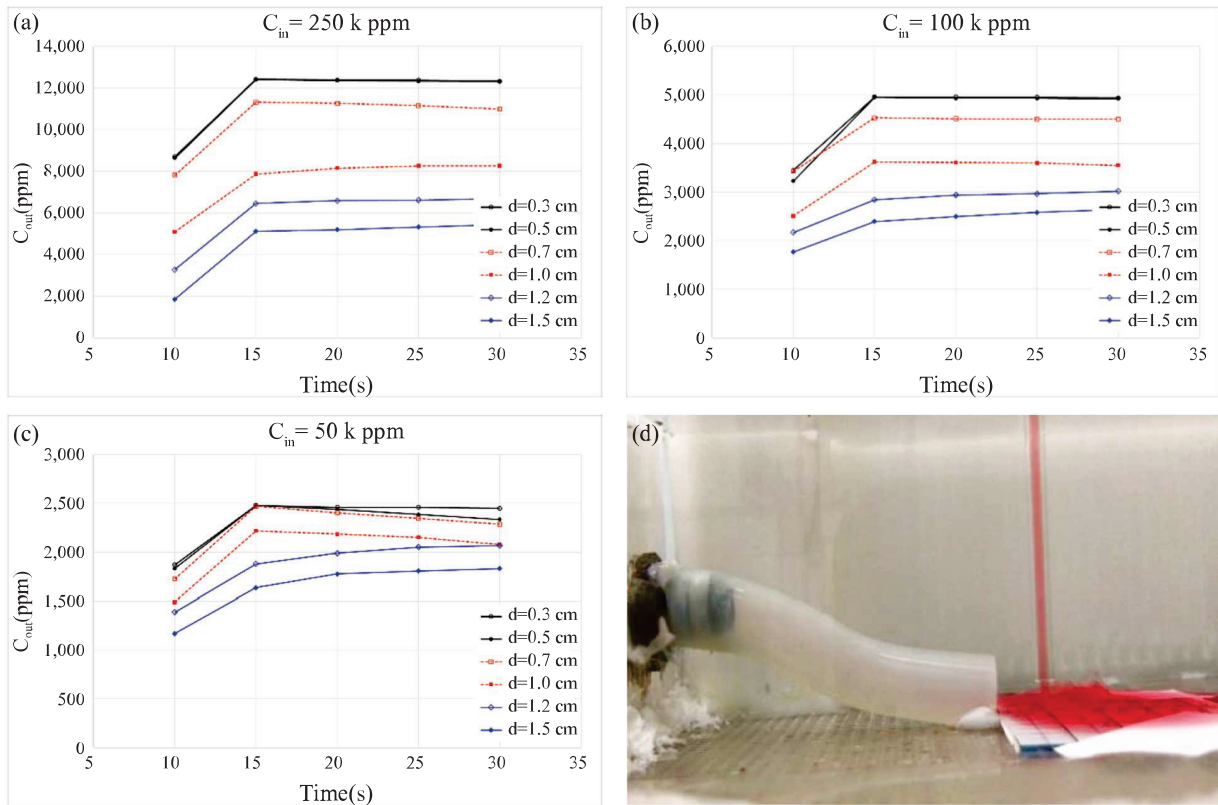 (a)
C_in = 250 k ppm
14,000
12,000
10,000
8,000
6,000
4,000
2,000
0
C_out(ppm)
5
10
15
20
25
30
35
Time(s)
d=0.3 cm
d=0.5 cm
d=0.7 cm
d=1.0 cm
d=1.2 cm
d=1.5 cm
(b)
C_in = 100 k ppm
6,000
5,000
4,000
3,000
2,000
1,000
0
C_out(ppm)
5
10
15
20
25
30
35
Time(s)
d=0.3 cm
d=0.5 cm
d=0.7 cm
d=1.0 cm
d=1.2 cm
d=1.5 cm
(c)
C_in = 50 k ppm
3,000
2,500
2,000
1,500
1,000
500
0
C_out(ppm)
5
10
15
20
25
30
35
Time(s)
d=0.3 cm
d=0.5 cm
d=0.7 cm
d=1.0 cm
d=1.2 cm
d=1.5 cm
(d)